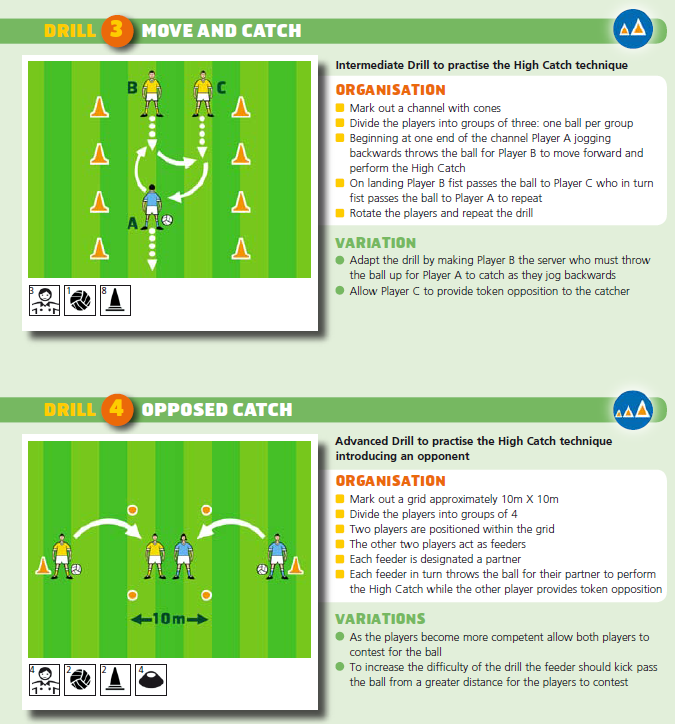 DRILL 3 MOVE AND CATCH
B
C
A
3
1
8
Intermediate Drill to practise the High Catch technique
ORGANISATION
Mark out a channel with cones
Divide the players into groups of three: one ball per group
Beginning at one end of the channel Player A jogging
backwards throws the ball for Player B to move forward and
perform the High Catch
On landing Player B fist passes the ball to Player C who in turn
fist passes the ball to Player A to repeat
Rotate the players and repeat the drill
VARIATION
Adapt the drill by making Player B the server who must throw
the ball up for Player A to catch as they jog backwards
Allow Player C to provide token opposition to the catcher
DRILL 4 OPPOSED CATCH
10m
4
2
2
4
Advanced Drill to practise the High Catch technique
introducing an opponent
ORGANISATION
Mark out a grid approximately 10m X 10m
Divide the players into groups of 4
Two players are positioned within the grid
The other two players act as feeders
Each feeder is designated a partner
Each feeder in turn throws the ball for their partner to perform
the High Catch while the other player provides token opposition
VARIATIONS
As the players become more competent allow both players to
contest for the ball
To increase the difficulty of the drill the feeder should kick pass
the ball from a greater distance for the players to contest